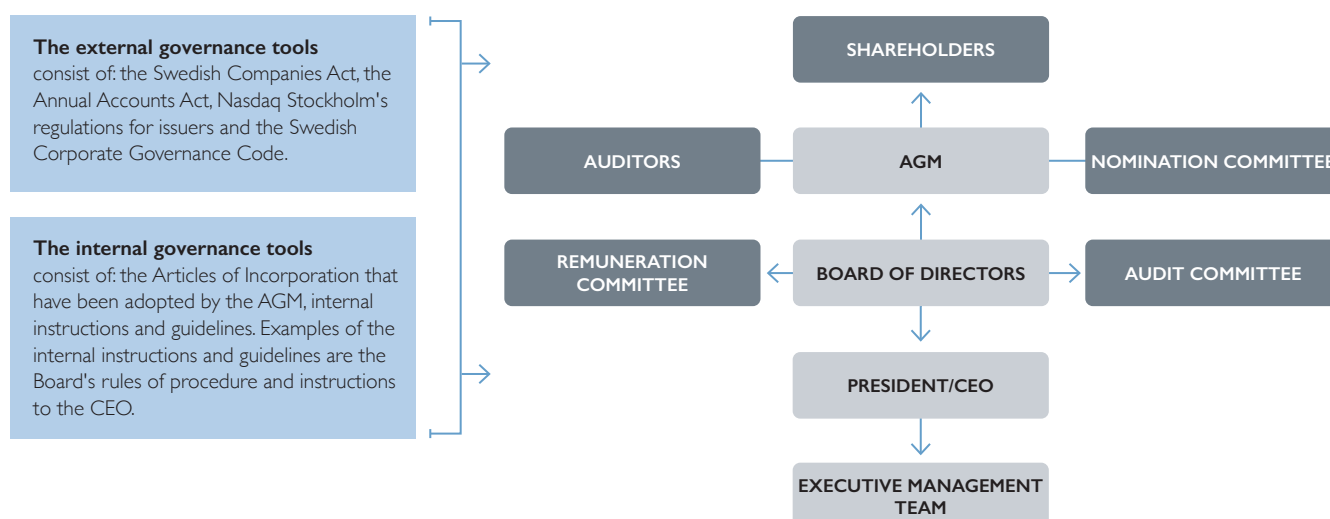 The external governance tools
consist of: the Swedish Companies Act, the
Annual Accounts Act, Nasdaq Stockholm's
regulations for issuers and the Swedish
Corporate Governance Code.
The internal governance tools
consist of: the Articles of Incorporation that
have been adopted by the AGM, internal
instructions and guidelines. Examples of the
internal instructions and guidelines are the
Board's rules of procedure and instructions
to the CEO.
SHAREHOLDERS
AUDITORS
AGM
NOMINATION COMMITTEE
REMUNERATION
COMMITTEE
BOARD OF DIRECTORS
AUDIT COMMITTEE
PRESIDENT/CEO
EXECUTIVE MANAGEMENT
TEAM